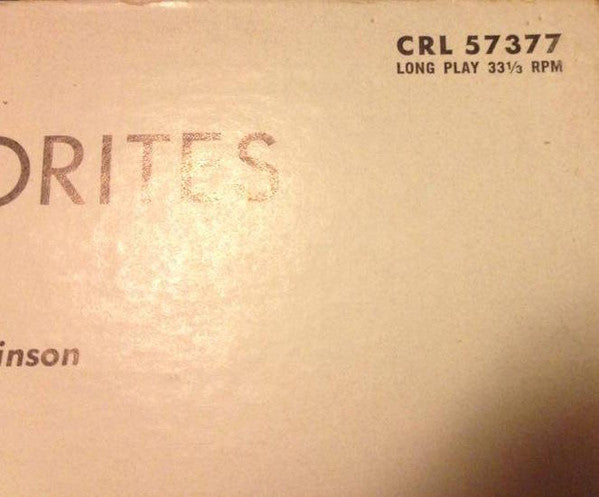 CRL 57377
LONG PLAY 33⅓ RPM
ORITES
inson